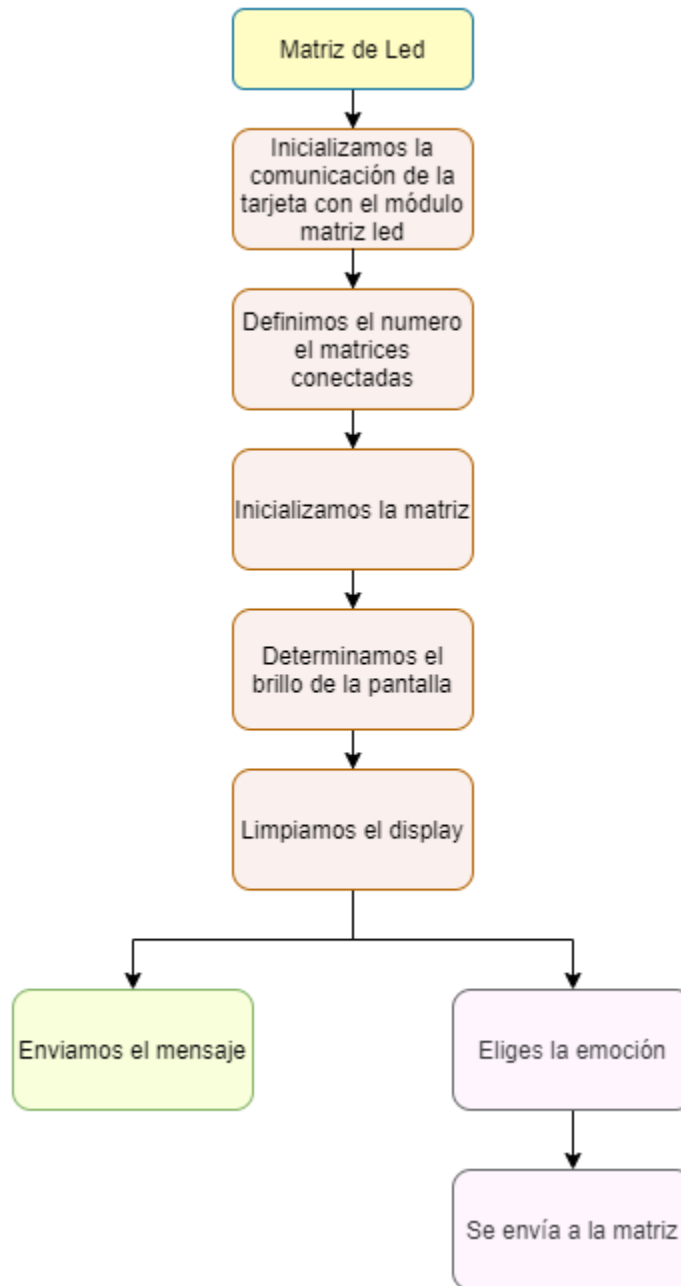 Matriz de Led
Inicializamos la
comunicación de la
tarjeta con el módulo
matriz led
Definimos el numero
el matrices
conectadas
Inicializamos la matriz
Determinamos el
brillo de la pantalla
Limpiamos el display
Enviamos el mensaje
Eliges la emoción
Se envía a la matriz